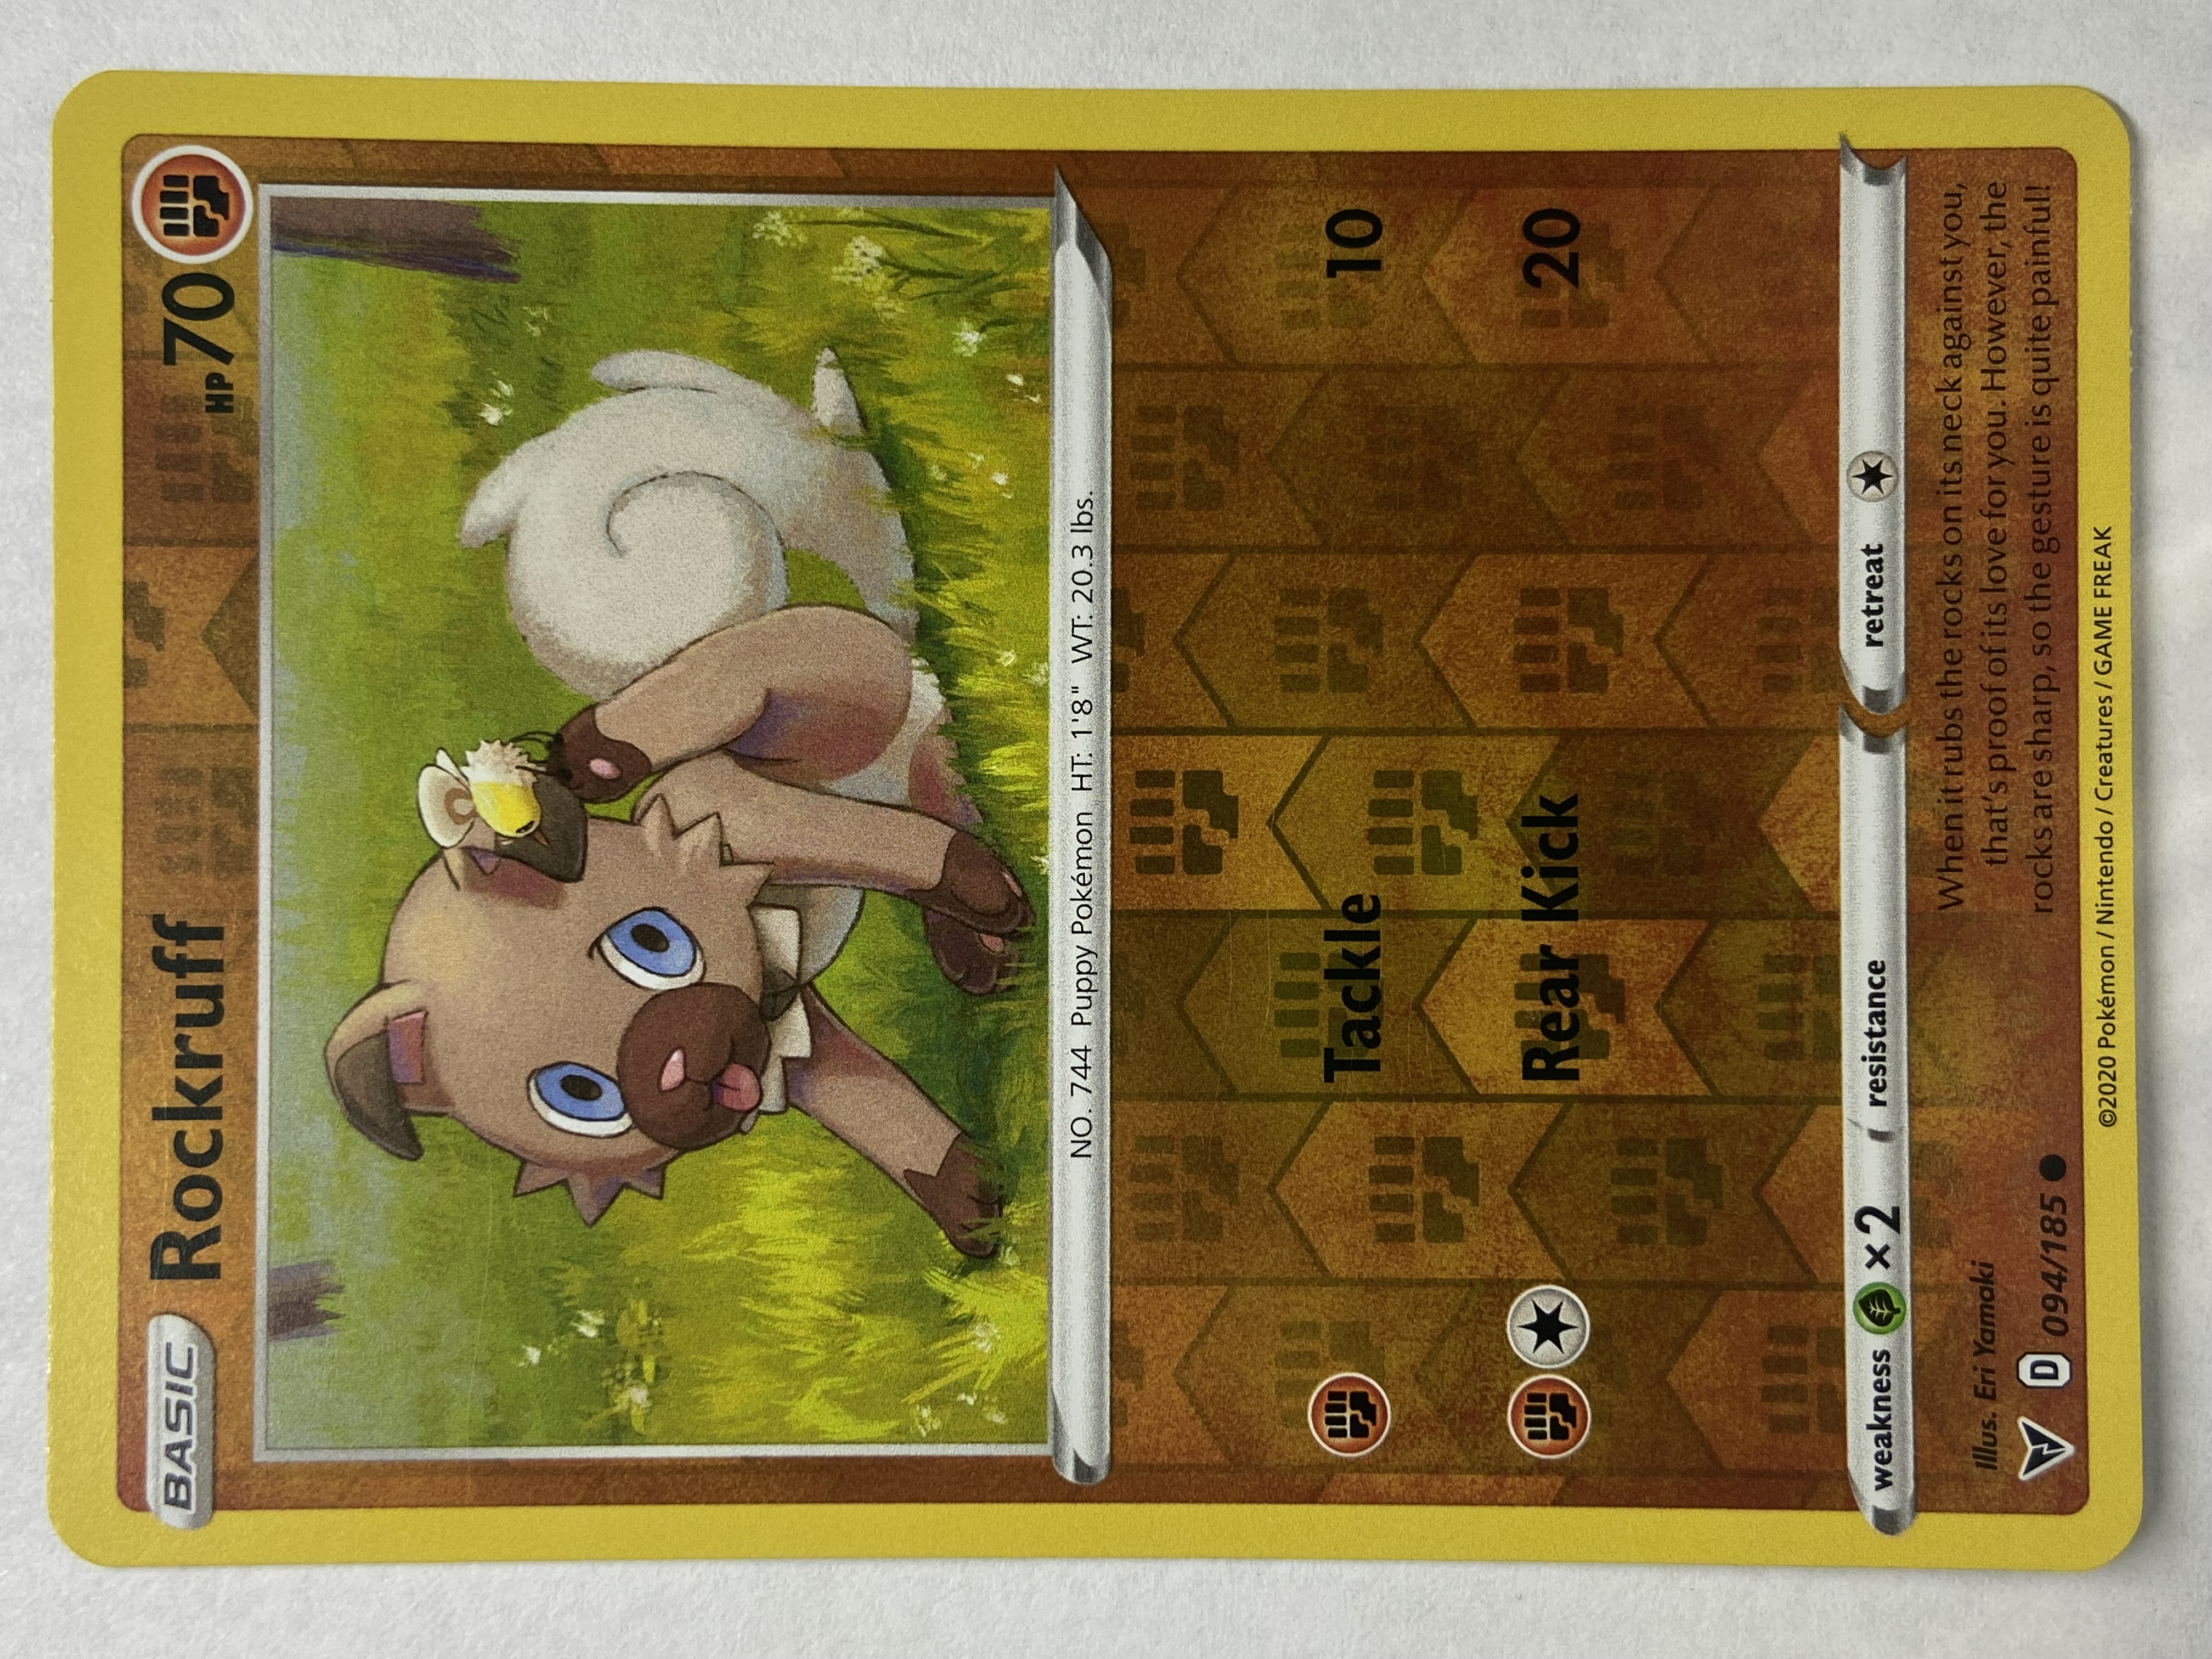 BASIC Rockruff HP 70
NO. 744 Puppy Pokémon HT: 1'8" WT: 20.3 lbs.
Tackle 10
Rear Kick 20
weakness ×2 resistance retreat
When it rubs the rocks on its neck against you,
that's proof of its love for you. However, the
rocks are sharp, so the gesture is quite painful!
Illus. Eri Yamaki
D 094/185
©2020 Pokémon / Nintendo / Creatures / GAME FREAK